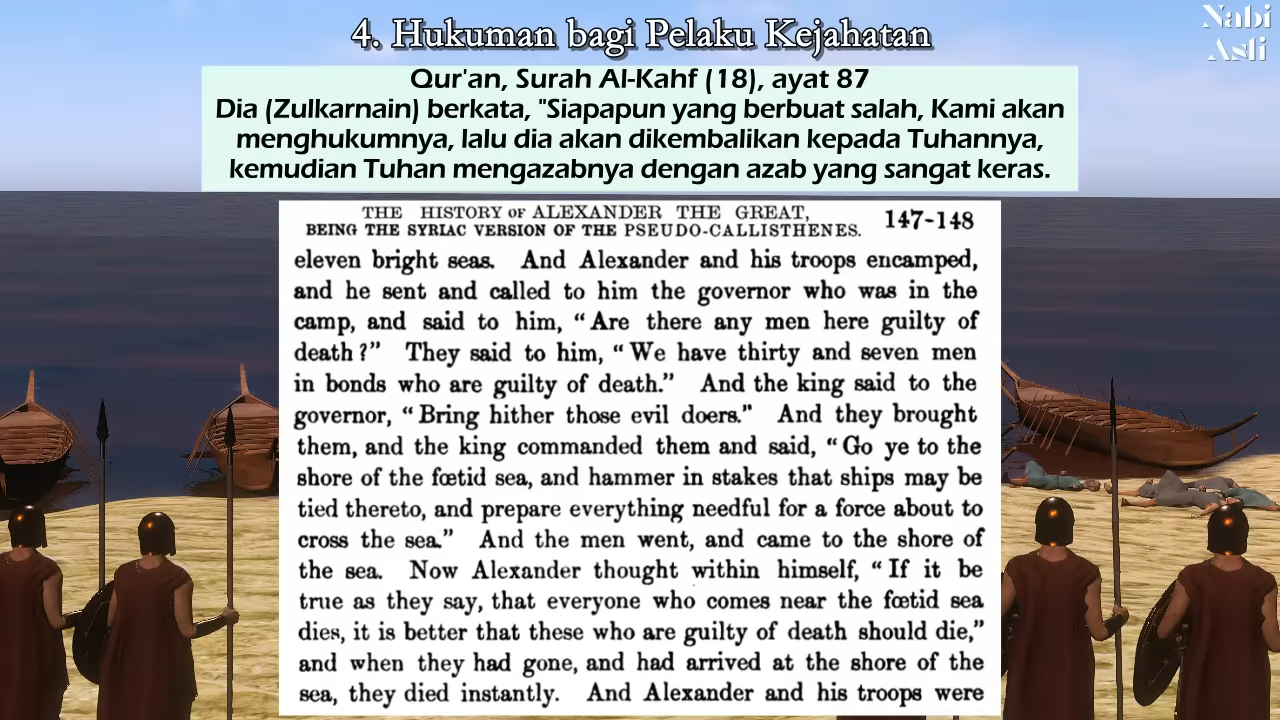 4. Hukuman bagi Pelaku Kejahatan
Nabi
Asli
Qur'an, Surah Al-Kahf (18), ayat 87
Dia (Zulkarnain) berkata, "Siapapun yang berbuat salah, Kami akan
menghukumnya, lalu dia akan dikembalikan kepada Tuhannya,
kemudian Tuhan mengazabnya dengan azab yang sangat keras.
THE HISTORY OF ALEXANDER THE GREAT,
BEING THE SYRIAC VERSION OF THE PSEUDO-CALLISTHENES.
147-148
eleven bright seas. And Alexander and his troops encamped,
and he sent and called to him the governor who was in the
camp, and said to him, “Are there any men here guilty of
death?” They said to him, “We have thirty and seven men
in bonds who are guilty of death.” And the king said to the
governor, “Bring hither those evil doers.” And they brought
them, and the king commanded them and said, “Go ye to the
shore of the fœtid sea, and hammer in stakes that ships may be
tied thereto, and prepare everything needful for a force about to
cross the sea.” And the men went, and came to the shore of
the sea. Now Alexander thought within himself, “If it be
true as they say, that everyone who comes near the fœtid sea
dies, it is better that these who are guilty of death should die,”
and when they had gone, and had arrived at the shore of the
sea, they died instantly. And Alexander and his troops were